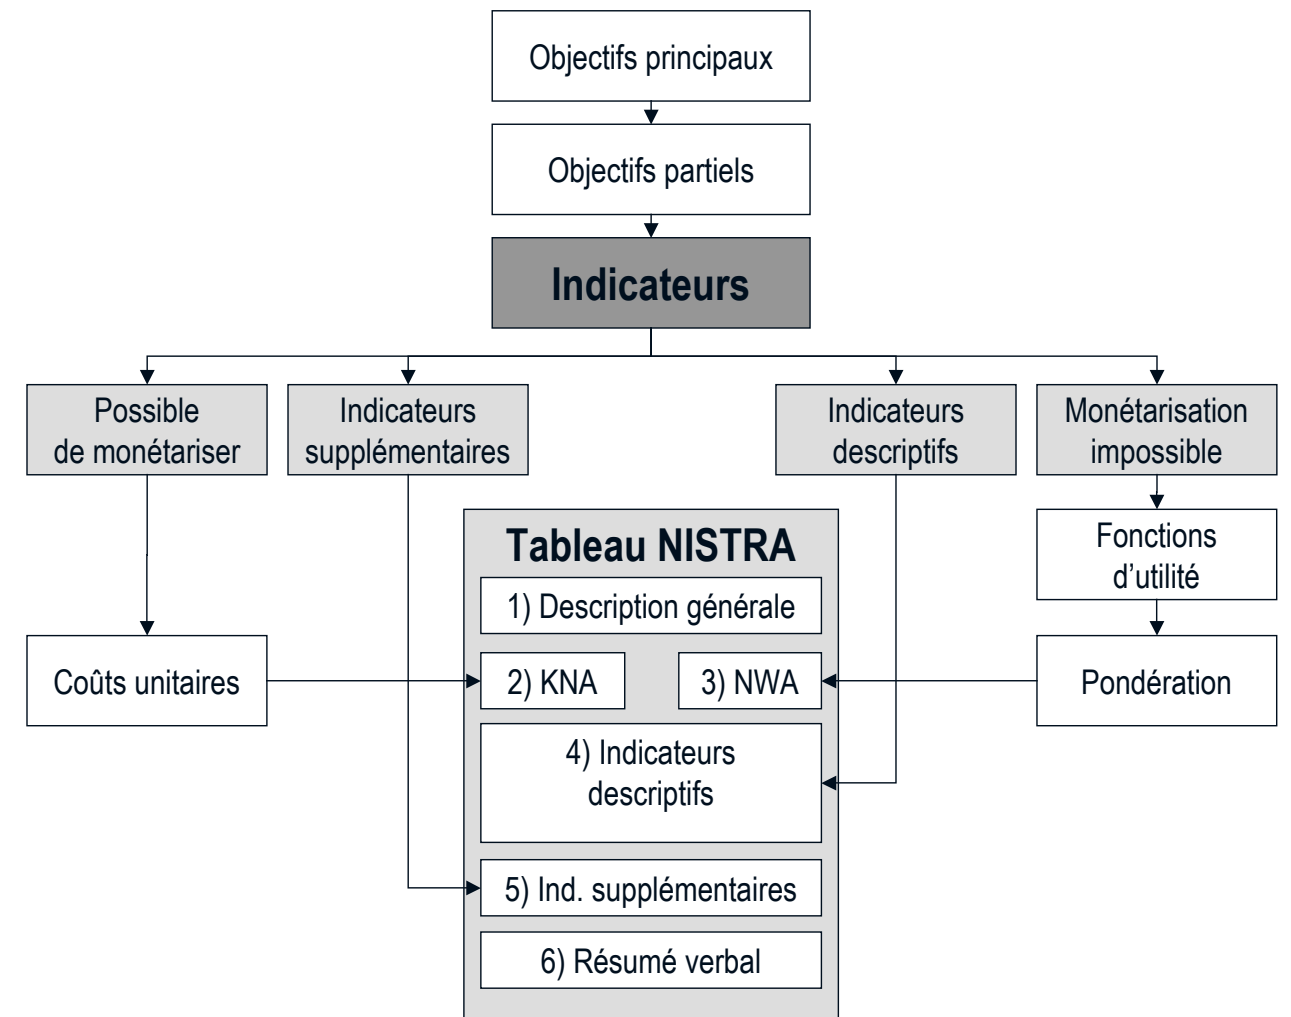 Objectifs principaux
Objectifs partiels
Indicateurs
Possible
de monétariser
Indicateurs
supplémentaires
Indicateurs
descriptifs
Monétarisation
impossible
Fonctions
d’utilité
Tableau NISTRA
1) Description générale
Coûts unitaires
2) KNA
3) NWA
Pondération
4) Indicateurs
descriptifs
5) Ind. supplémentaires
6) Résumé verbal